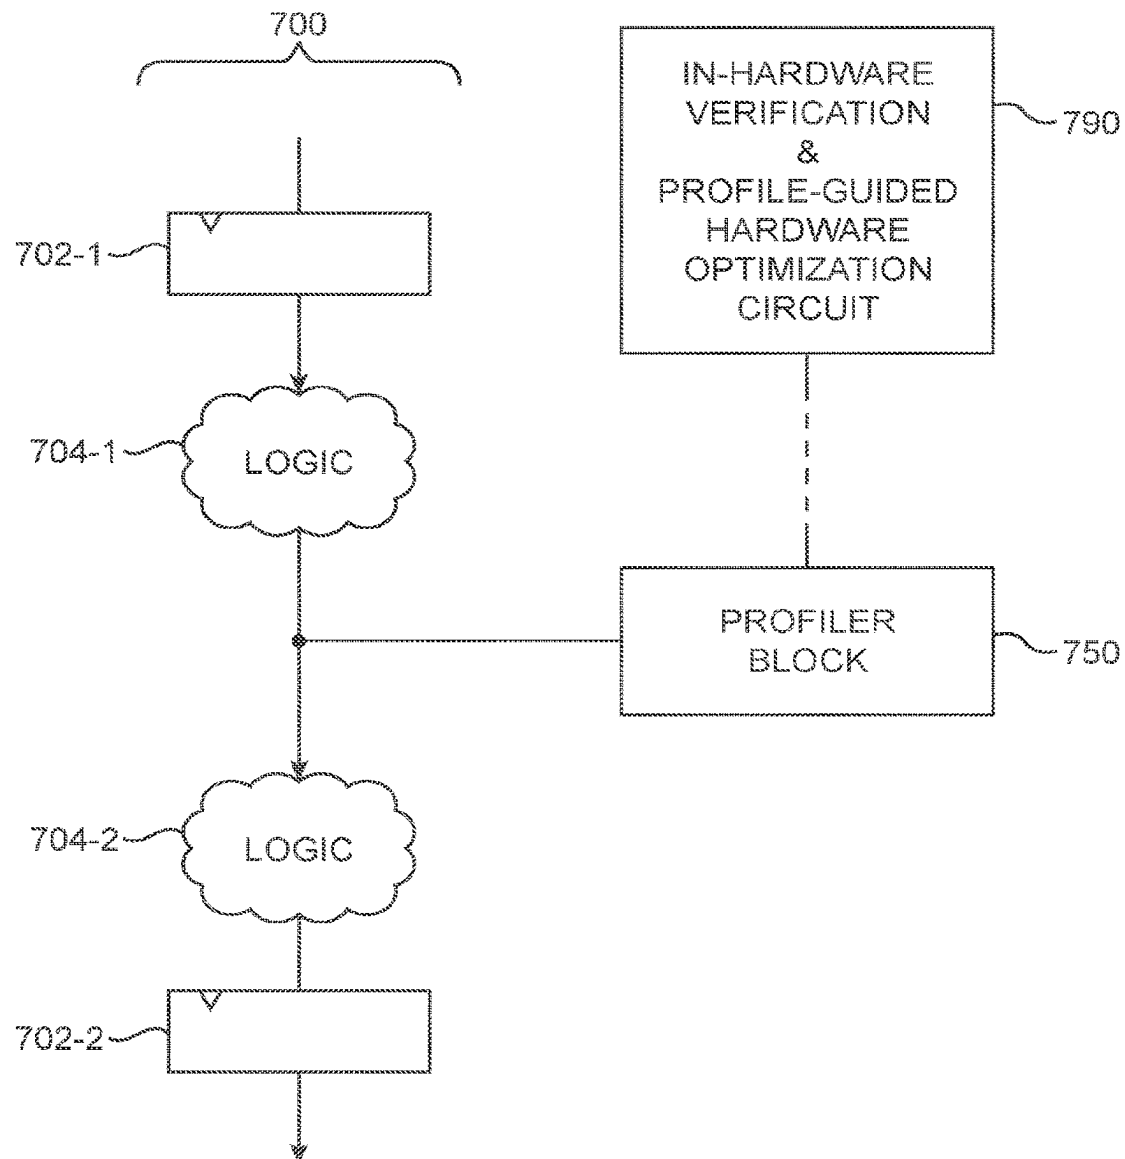 700
IN-HARDWARE
VERIFICATION
&
PROFILE-GUIDED
HARDWARE
OPTIMIZATION
CIRCUIT
790
702-1
704-1
LOGIC
PROFILER
BLOCK
750
704-2
LOGIC
702-2